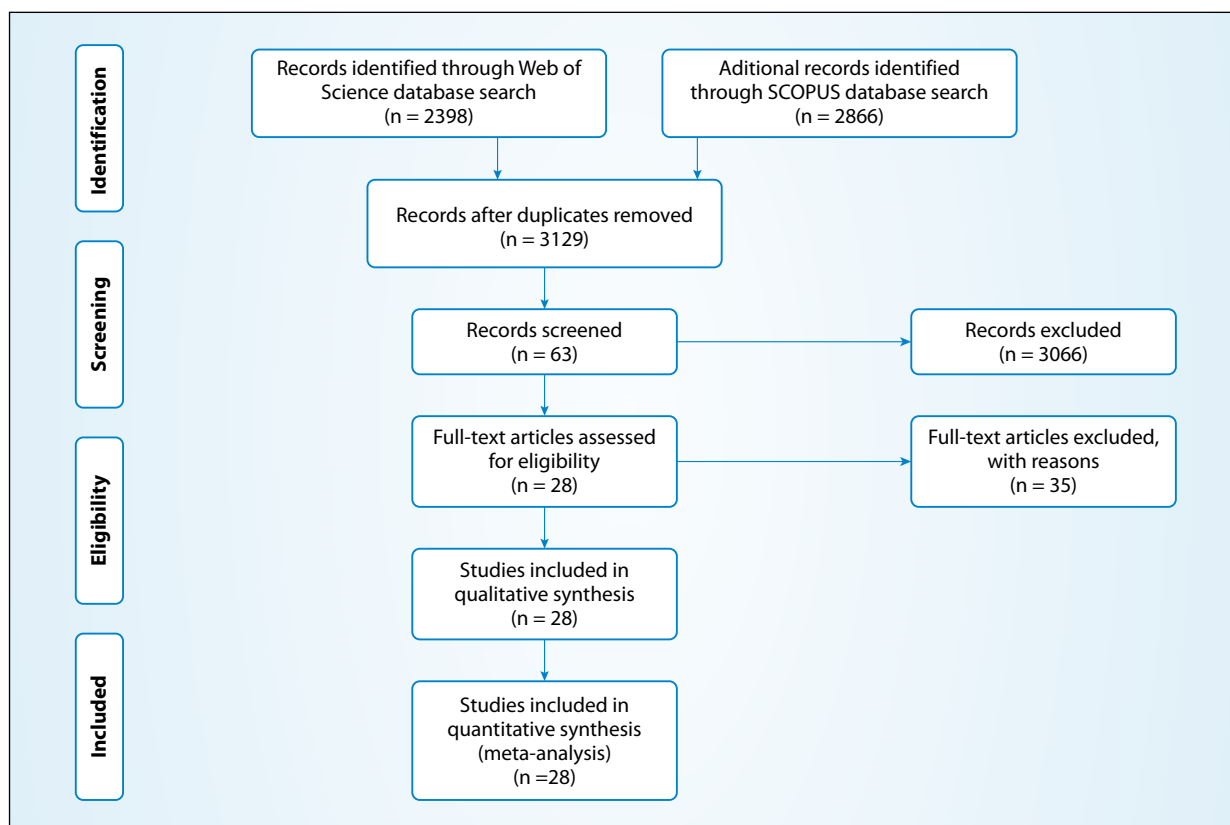 Identification
Records identified through Web of
Science database search
(n = 2398)
Aditional records identified
through SCOPUS database search
(n = 2866)
Records after duplicates removed
(n = 3129)
Screening
Records screened
(n = 63)
Records excluded
(n = 3066)
Eligibility
Full-text articles assessed
for eligibility
(n = 28)
Full-text articles excluded,
with reasons
(n = 35)
Studies included in
qualitative synthesis
(n = 28)
Included
Studies included in
quantitative synthesis
(meta-analysis)
(n =28)